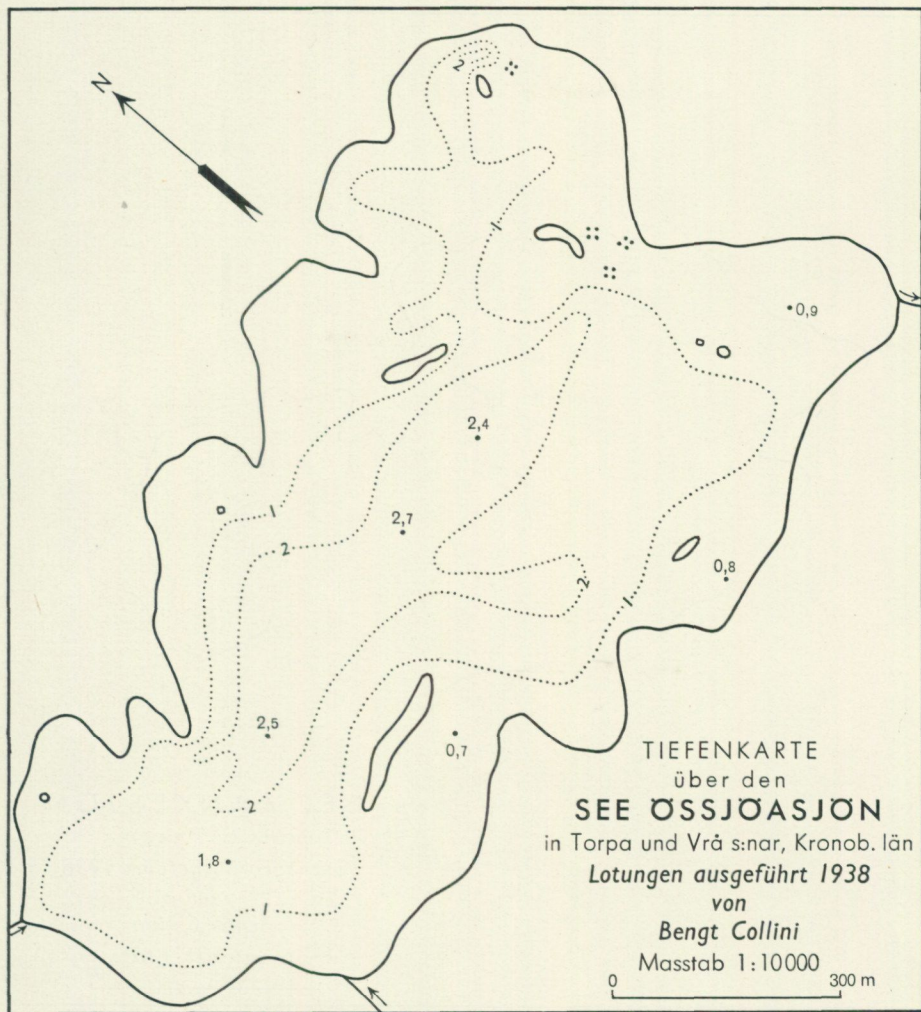 N
2
1
0,9
2,4
1
2
2,7
2
1
0,8
2,5
0,7
2
1,8
1
TIEFENKARTE
über den
SEE ÖSSJÖASJÖN
in Torpa und Vrå s:nar, Kronob. län
Lotungen ausgeführt 1938
von
Bengt Collini
Masstab 1:10000
0 300 m